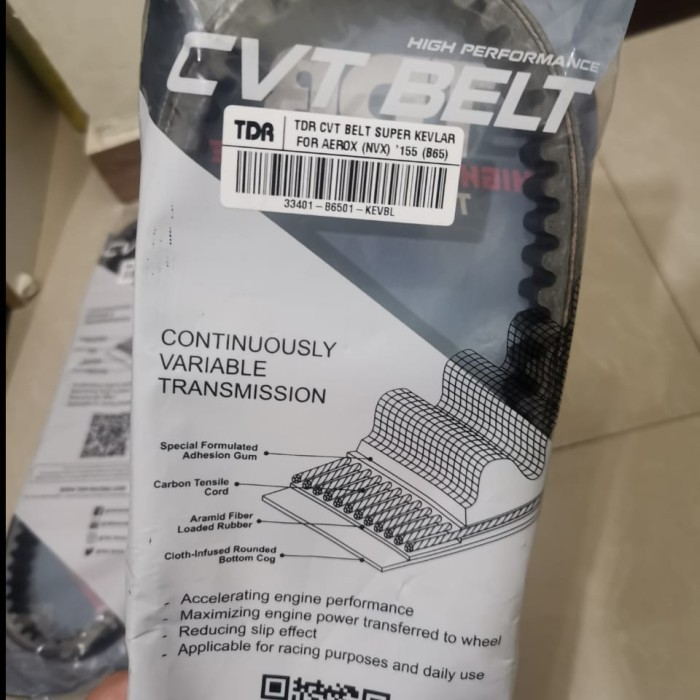 HIGH PERFORMANCE
CVT BELT
TDR
TDR CVT BELT SUPER KEVLAR
FOR AEROX (NVX) '155 (B65)
33401-B6501-KEVBL
CONTINUOUSLY
VARIABLE
TRANSMISSION
Special Formulated
Adhesion Gum
Carbon Tensile
Cord
Aramid Fiber
Loaded Rubber
Cloth-Infused Rounded
Bottom Cog
- Accelerating engine performance
- Maximizing engine power transferred to wheel
- Reducing slip effect
- Applicable for racing purposes and daily use